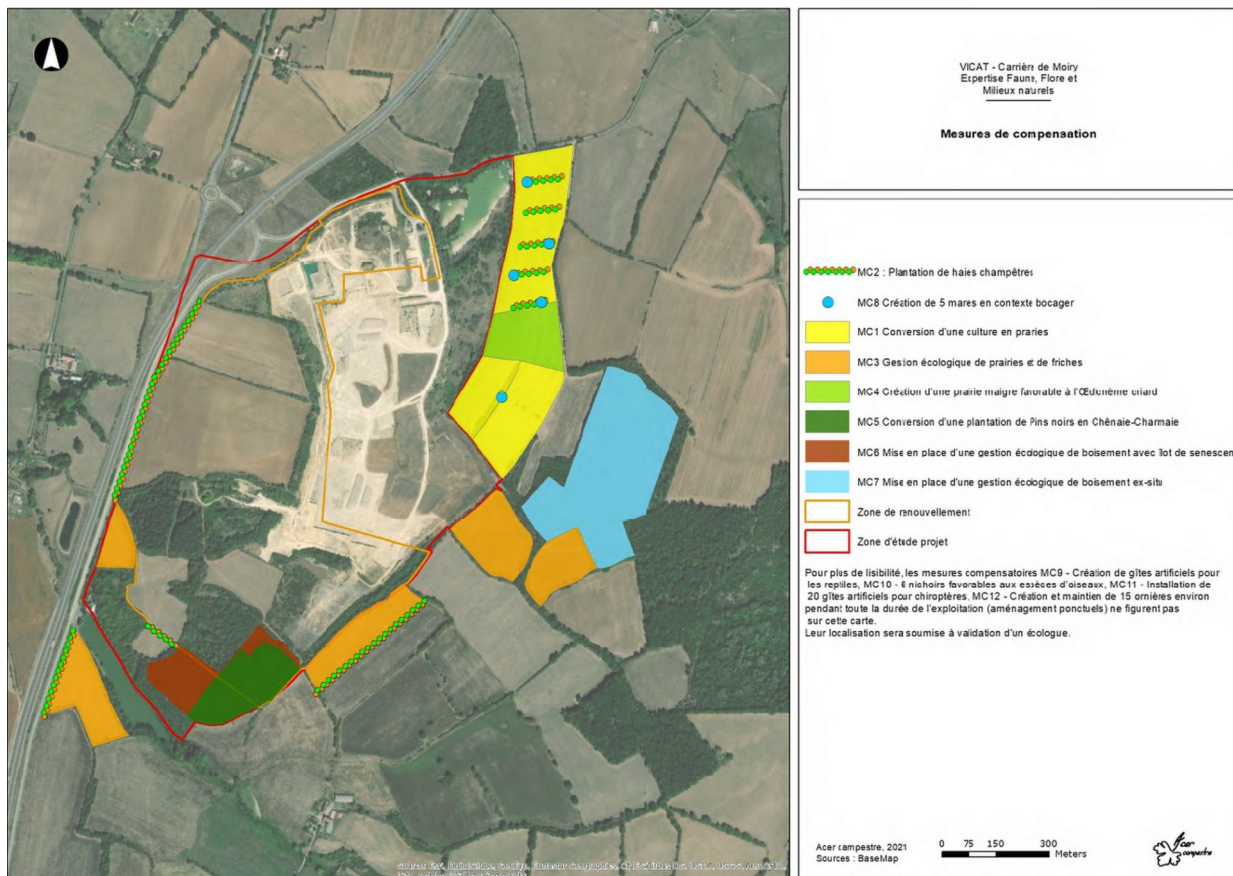 VICAT - Carrière de Moiry
Expertise Faune, Flore et
Milieux naturels
Mesures de compensation
MC2 : Plantation de haies champêtres
MC8 Création de 5 mares en contexte bocager
MC1 Conversion d'une culture en prairies
MC3 Gestion écologique de prairies et de friches
MC4 Création d'une prairie maigre favorable à l'Œdicnème criard
MC5 Conversion d'une plantation de Pins noirs en Chênaie-Charmaie
MC6 Mise en place d'une gestion écologique de boisement avec îlot de senescen
MC7 Mise en place d'une gestion écologique de boisement ex-situ
Zone de renouvellement
Zone d'étude projet
Pour plus de lisibilité, les mesures compensatoires MC9 - Création de gîtes artificiels pour
les reptiles, MC10 - 6 nichoirs favorables aux espèces d'oiseaux, MC11 - Installation de
20 gîtes artificiels pour chiroptères, MC12 - Création et maintien de 15 ornières environ
pendant toute la durée de l'exploitation (aménagement ponctuels) ne figurent pas
sur cette carte.
Leur localisation sera soumise à validation d'un écologue.
Acer campestre, 2021
Sources : BaseMap
0 75 150 300
Meters
Acer
campestre